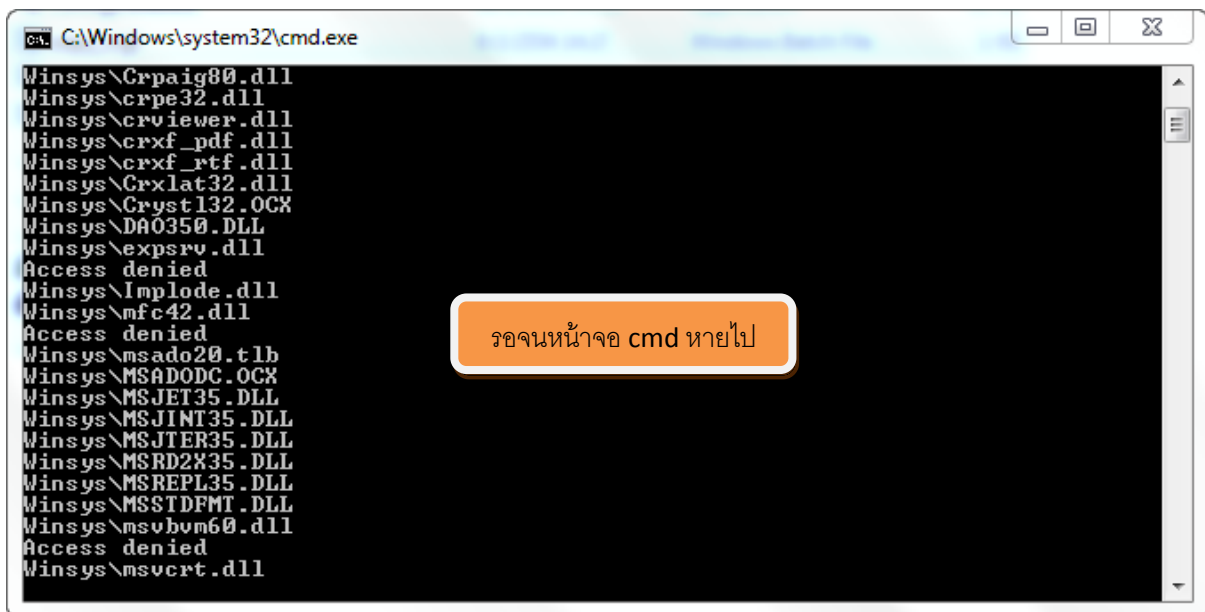 C:\Windows\system32\cmd.exe
Winsys\Crpaig80.dll
Winsys\crpe32.dll
Winsys\crviewer.dll
Winsys\crxf_pdf.dll
Winsys\crxf_rtf.dll
Winsys\Crxlat32.dll
Winsys\Crystl32.OCX
Winsys\DAO350.DLL
Winsys\expsrv.dll
Access denied
Winsys\Implode.dll
Winsys\mfc42.dll
Access denied
Winsys\msado20.tlb
Winsys\MSADODC.OCX
Winsys\MSJET35.DLL
Winsys\MSJINT35.DLL
Winsys\MSJTER35.DLL
Winsys\MSRD2X35.DLL
Winsys\MSREPL35.DLL
Winsys\MSSTDFMT.DLL
Winsys\msvbvm60.dll
Access denied
Winsys\msvcrt.dll
รอจนหน้าจอ cmd หายไป